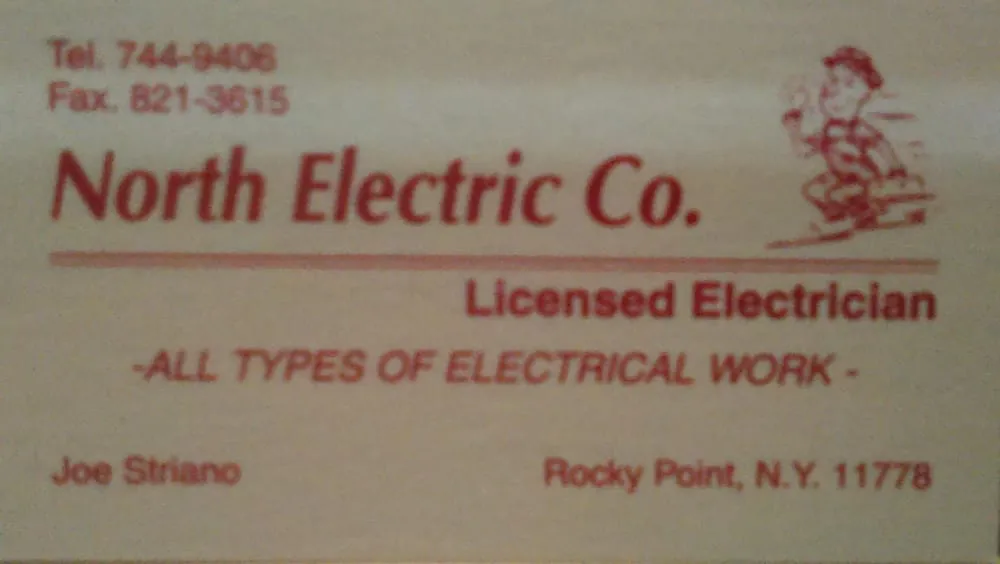 Tel. 744-9406
Fax. 821-3615
North Electric Co.
Licensed Electrician
-ALL TYPES OF ELECTRICAL WORK -
Joe Striano
Rocky Point, N.Y. 11778